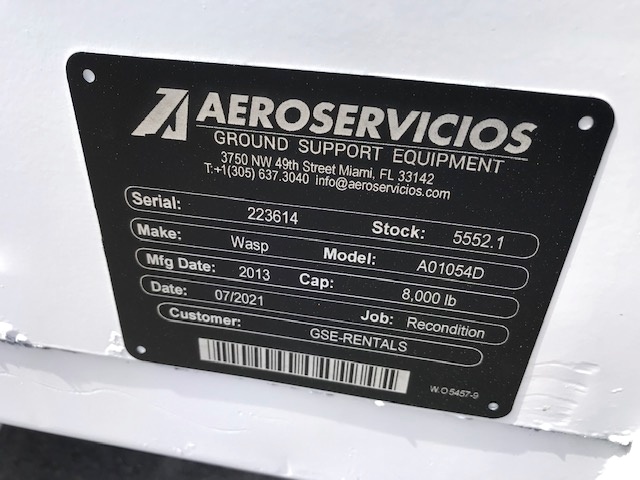 AEROSERVICIOS
GROUND SUPPORT EQUIPMENT
3750 NW 49th Street Miami, FL 33142
T:+1(305) 637.3040 info@aeroservicios.com
Serial: 223614 Stock: 5552.1
Make: Wasp Model: A01054D
Mfg Date: 2013 Cap: 8,000 lb
Date: 07/2021 Job: Recondition
Customer: GSE-RENTALS
W.O 5457-9